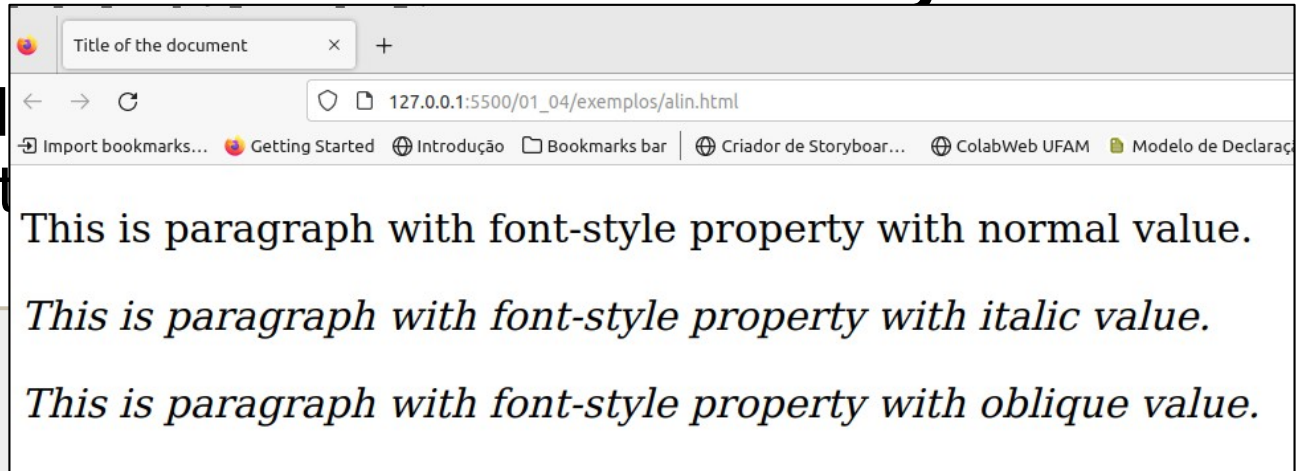 Title of the document
127.0.0.1:5500/01_04/exemplos/alin.html
Import bookmarks... Getting Started Introdução Bookmarks bar Criador de Storyboar... ColabWeb UFAM Modelo de Declaraç
This is paragraph with font-style property with normal value.
This is paragraph with font-style property with italic value.
This is paragraph with font-style property with oblique value.